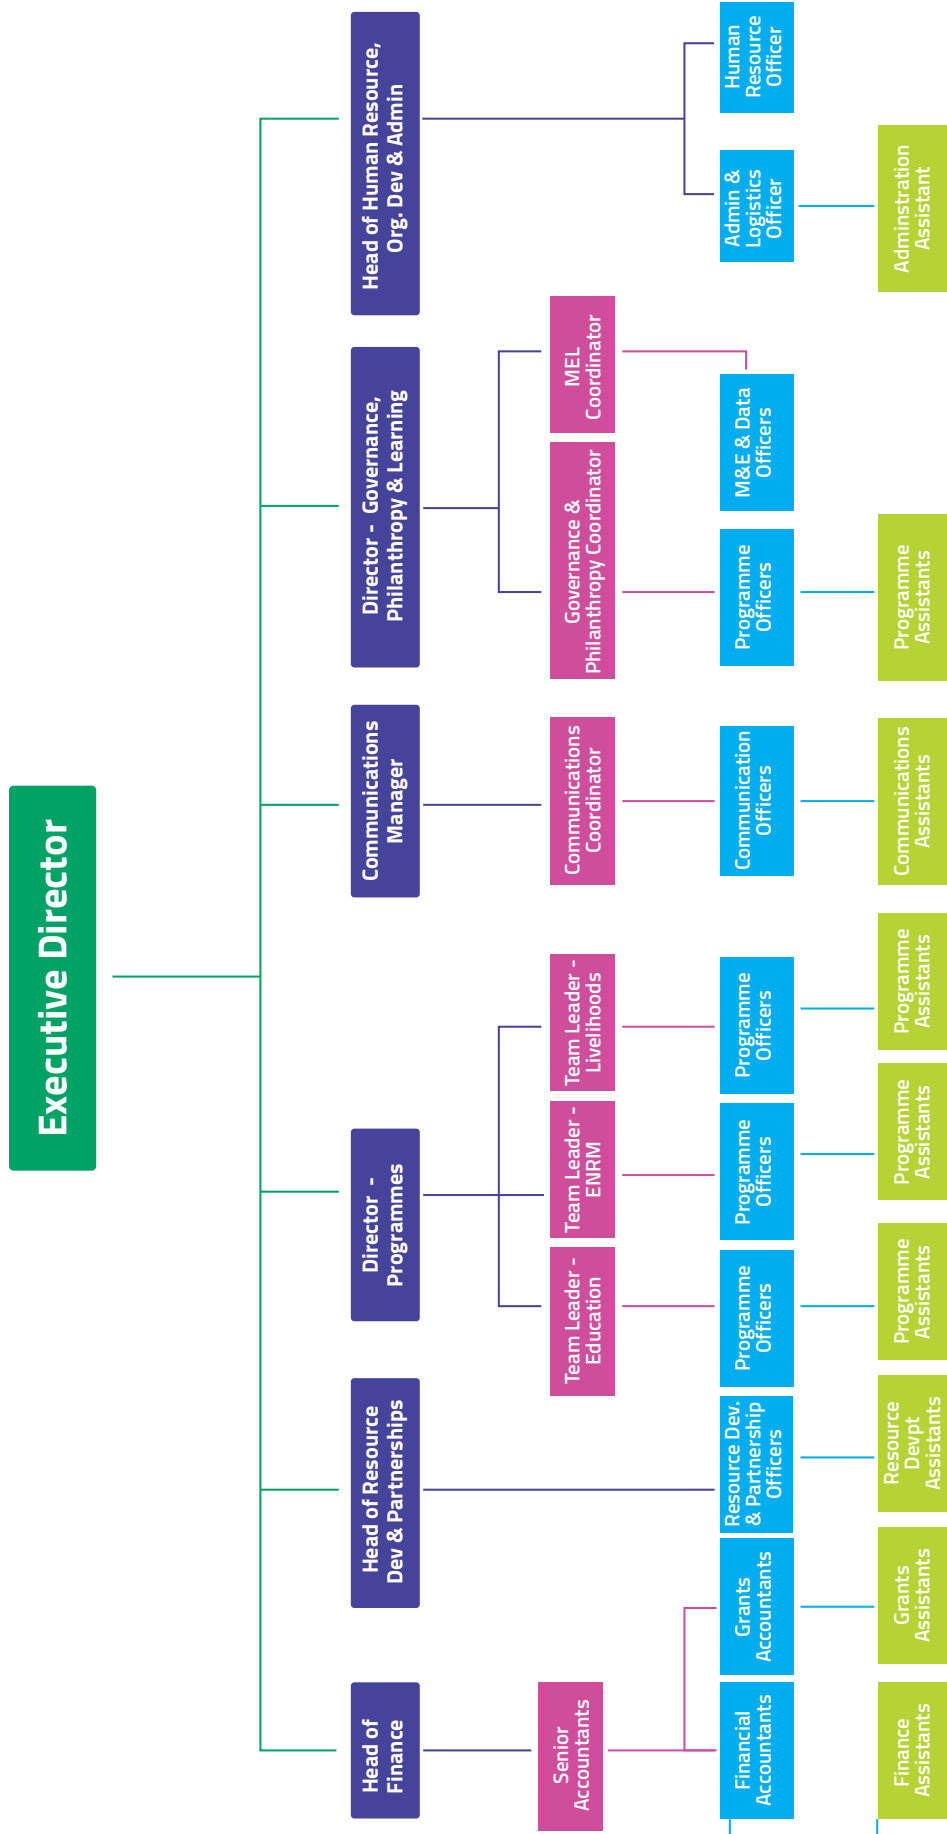 Executive Director
Head of
Finance
Head of Resource
Dev & Partnerships
Director -
Programmes
Communications
Manager
Director - Governance,
Philanthropy & Learning
Head of Human Resource,
Org. Dev & Admin
Senior
Accountants
Team Leader -
Education
Team Leader -
ENRM
Team Leader -
Livelihoods
Communications
Coordinator
Governance &
Philanthropy Coordinator
MEL
Coordinator
Financial
Accountants
Grants
Accountants
Resource Dev.
& Partnership
Officers
Programme
Officers
Programme
Officers
Programme
Officers
Communication
Officers
Programme
Officers
M&E & Data
Officers
Admin &
Logistics
Officer
Human
Resource
Officer
Finance
Assistants
Grants
Assistants
Resource
Devpt
Assistants
Programme
Assistants
Programme
Assistants
Programme
Assistants
Communications
Assistants
Programme
Assistants
Adminstration
Assistant